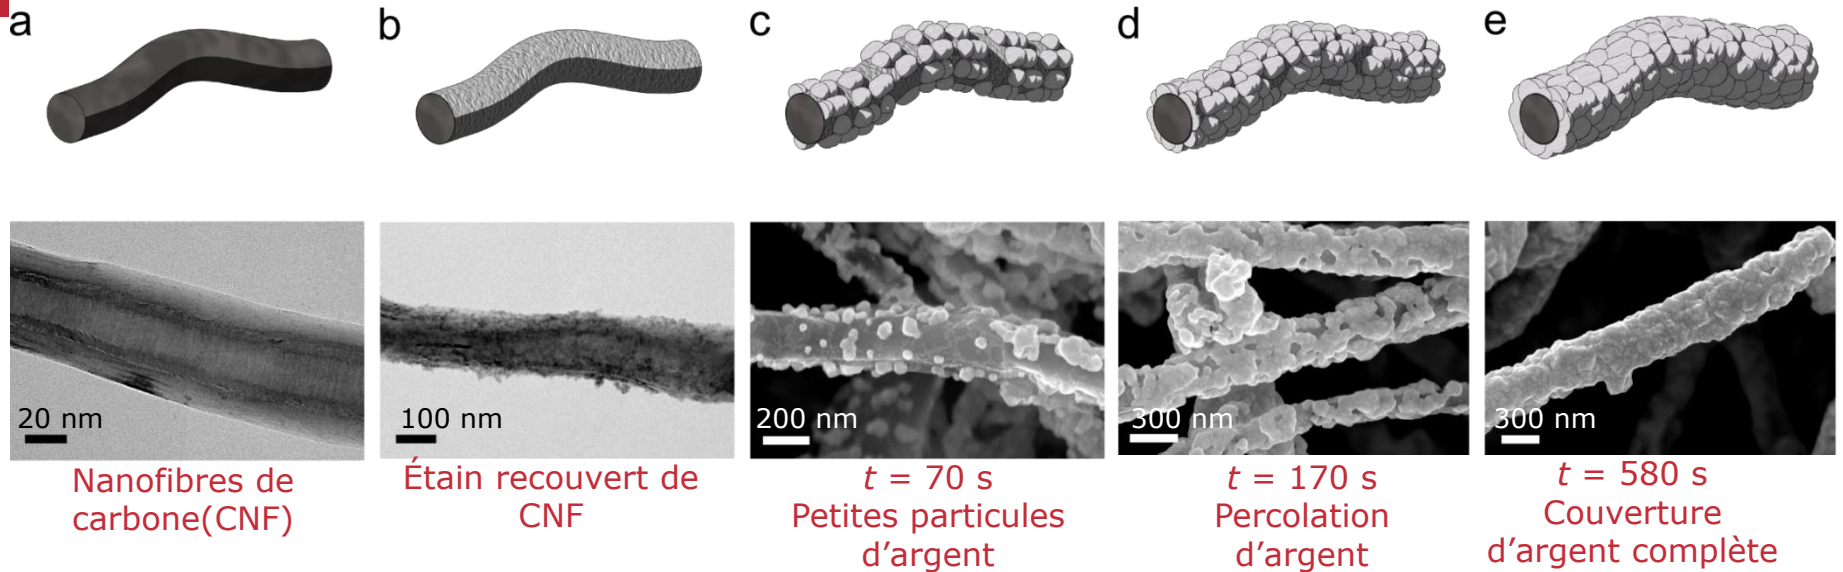 a
b
c
d
e
20 nm
100 nm
200 nm
300 nm
300 nm
Nanofibres de
carbone(CNF)
Étain recouvert de
CNF
t = 70 s
Petites particules
d’argent
t = 170 s
Percolation
d’argent
t = 580 s
Couverture
d’argent complète